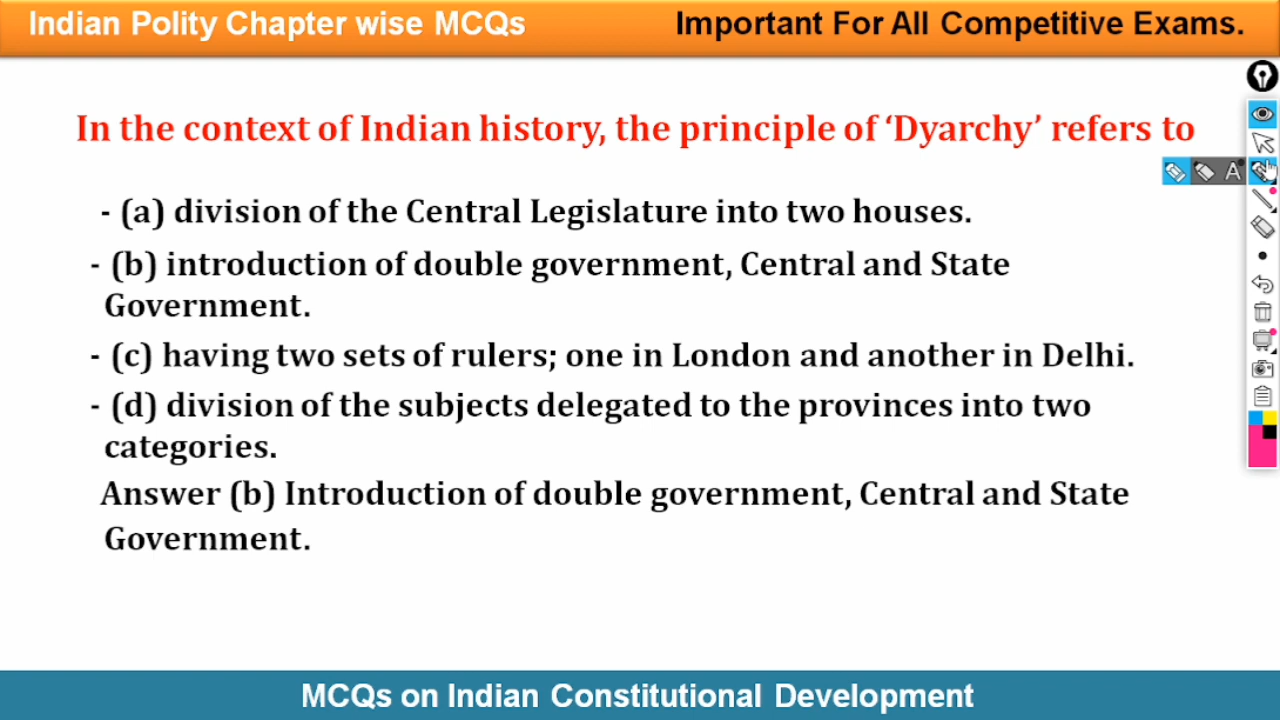 Indian Polity Chapter wise MCQs Important For All Competitive Exams.
In the context of Indian history, the principle of ‘Dyarchy’ refers to
- (a) division of the Central Legislature into two houses.
- (b) introduction of double government, Central and State
Government.
- (c) having two sets of rulers; one in London and another in Delhi.
- (d) division of the subjects delegated to the provinces into two
categories.
Answer (b) Introduction of double government, Central and State
Government.
MCQs on Indian Constitutional Development